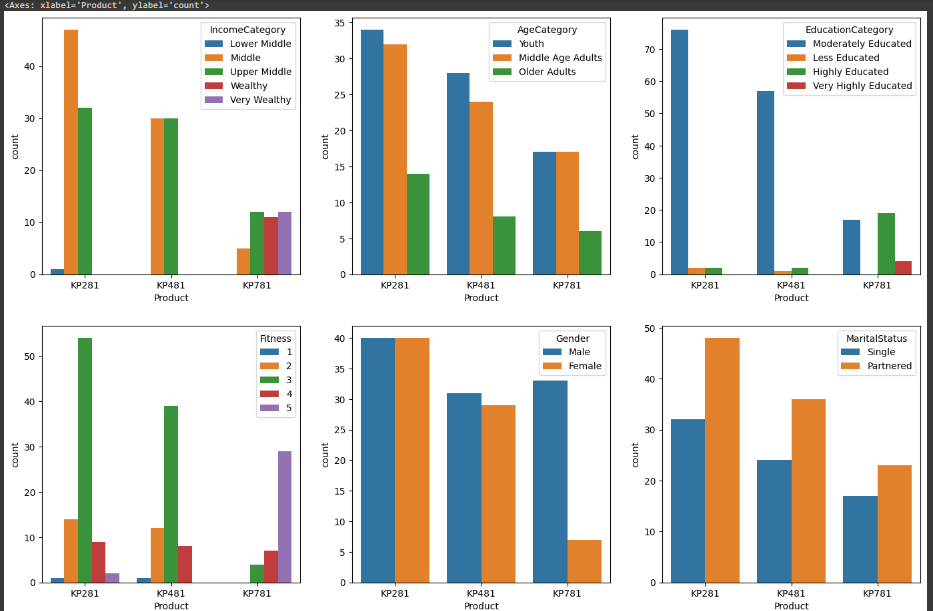 <Axes: xlabel='Product', ylabel='count'>
IncomeCategory
Lower Middle
Middle
Upper Middle
Wealthy
Very Wealthy
count
0
10
20
30
40
KP281 KP481 KP781
Product
AgeCategory
Youth
Middle Age Adults
Older Adults
count
35
30
25
20
15
10
5
0
KP281 KP481 KP781
Product
EducationCategory
Moderately Educated
Less Educated
Highly Educated
Very Highly Educated
count
70
60
50
40
30
20
10
0
KP281 KP481 KP781
Product
Fitness
1
2
3
4
5
count
50
40
30
20
10
0
KP281 KP481 KP781
Product
Gender
Male
Female
count
40
35
30
25
20
15
10
5
0
KP281 KP481 KP781
Product
MaritalStatus
Single
Partnered
count
50
40
30
20
10
0
KP281 KP481 KP781
Product